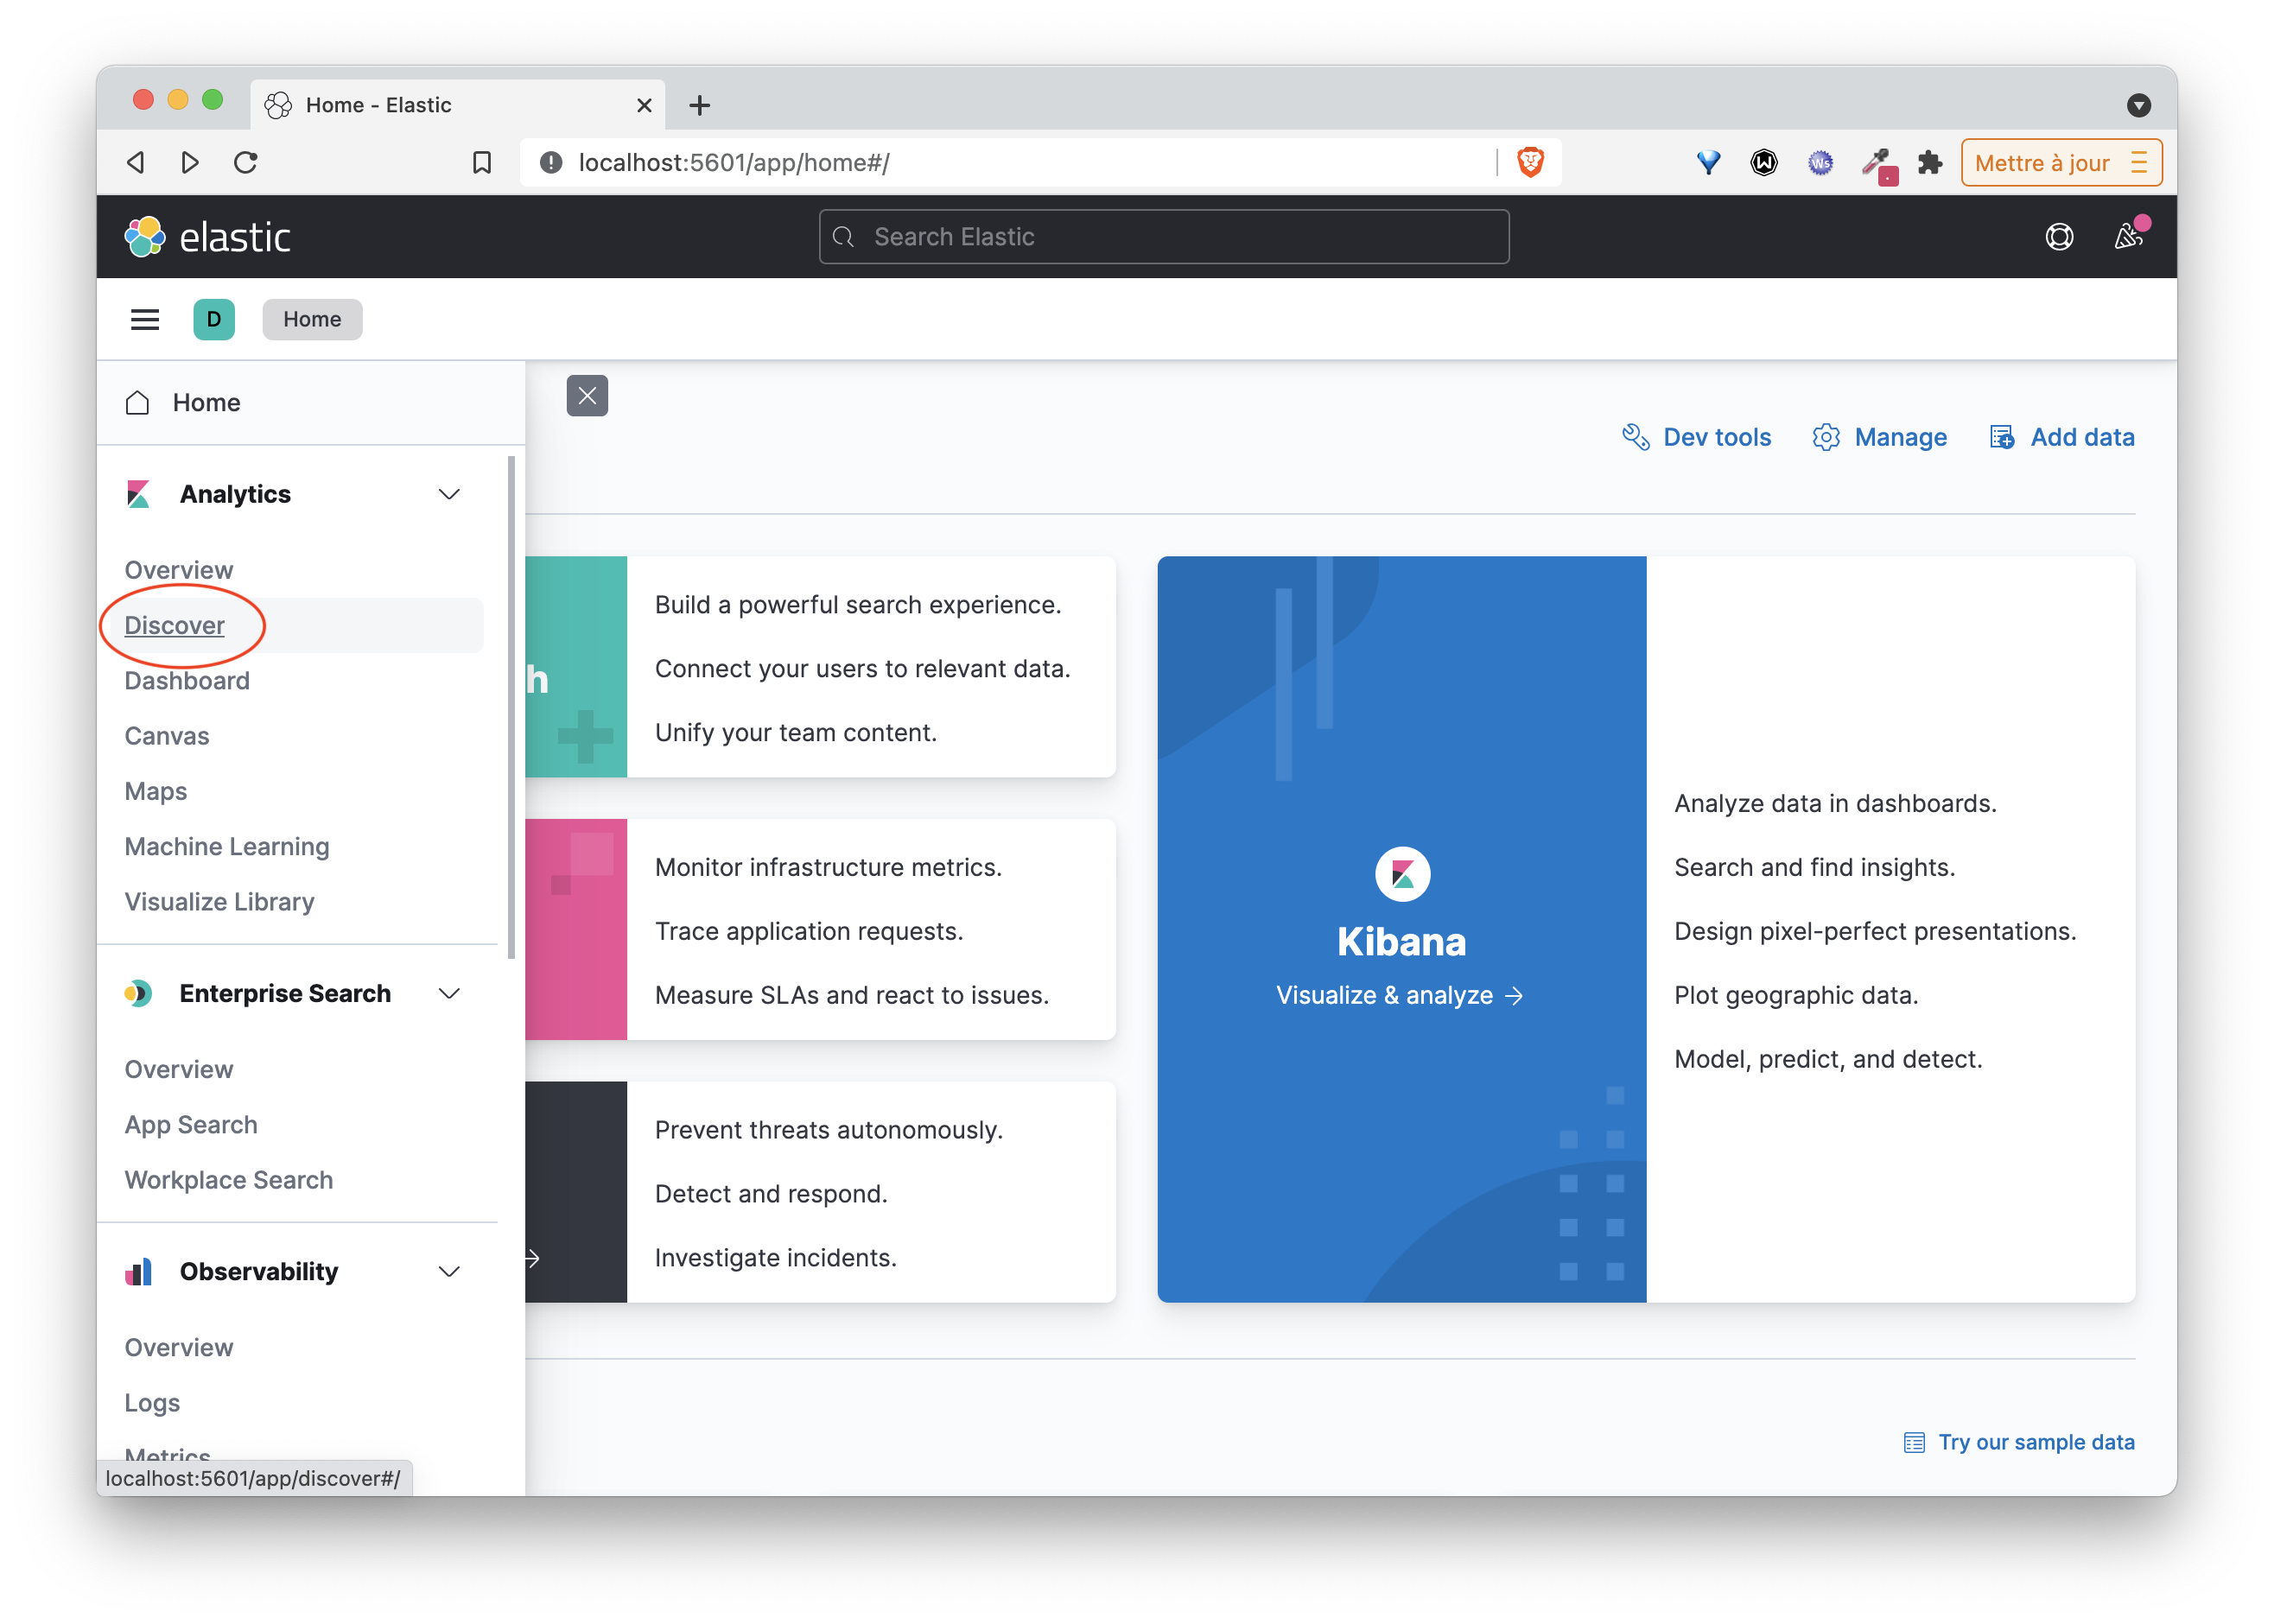 Home - Elastic
localhost:5601/app/home#/
Mettre à jour
elastic
Search Elastic
D
Home
Home
Analytics
Overview
Discover
Dashboard
Canvas
Maps
Machine Learning
Visualize Library
Enterprise Search
Overview
App Search
Workplace Search
Observability
Overview
Logs
Metrics
localhost:5601/app/discover#/
Dev tools
Manage
Add data
h
Build a powerful search experience.
Connect your users to relevant data.
Unify your team content.
Monitor infrastructure metrics.
Trace application requests.
Measure SLAs and react to issues.
Prevent threats autonomously.
Detect and respond.
Investigate incidents.
Kibana
Visualize & analyze →
Analyze data in dashboards.
Search and find insights.
Design pixel-perfect presentations.
Plot geographic data.
Model, predict, and detect.
Try our sample data